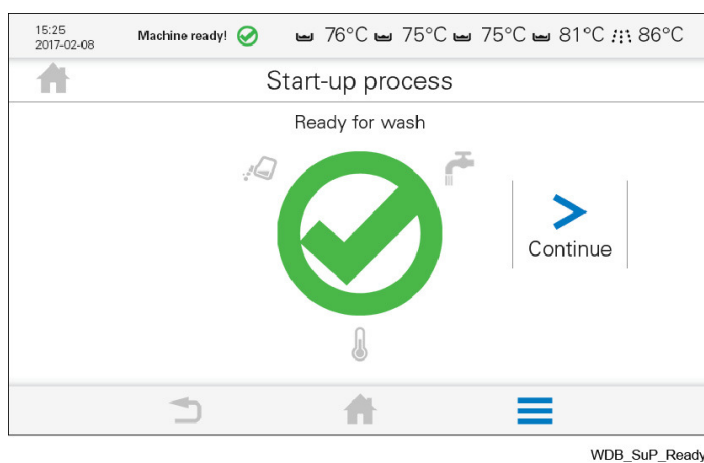 15:25
2017-02-08
Machine ready!
76°C 75°C 75°C 81°C 86°C
Start-up process
Ready for wash
Continue
WDB_SuP_Ready